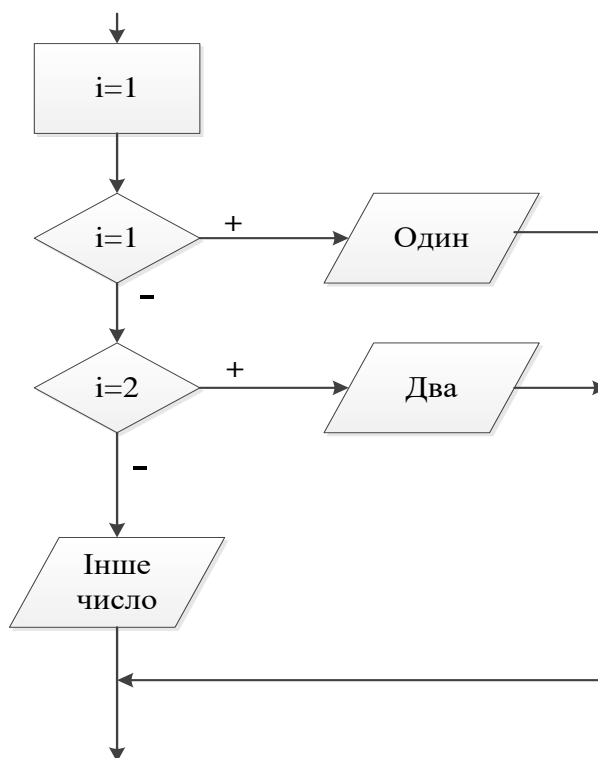 i=1
i=1
+
Один
-
i=2
+
Два
-
Інше
число